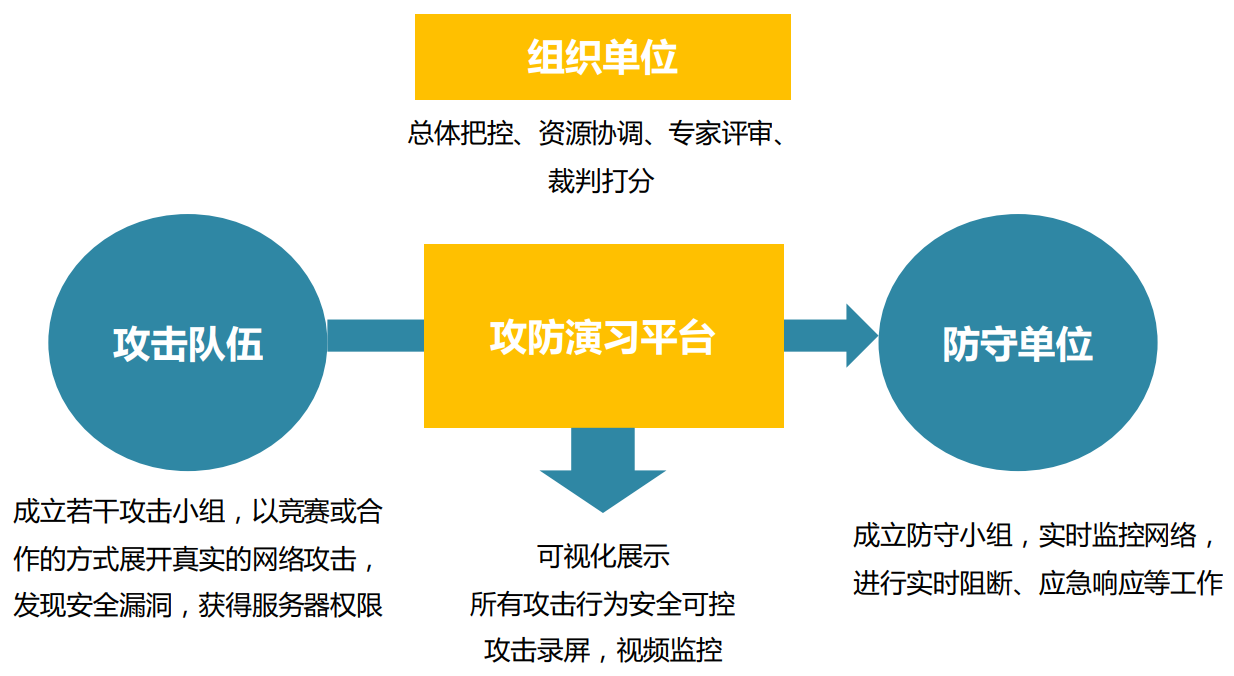 组织单位
总体把控、资源协调、专家评审、
裁判打分
攻击队伍
攻防演习平台
防守单位
成立若干攻击小组，以竞赛或合
作的方式展开真实的网络攻击，
发现安全漏洞，获得服务器权限
可视化展示
所有攻击行为安全可控
攻击录屏，视频监控
成立防守小组，实时监控网络，
进行实时阻断、应急响应等工作